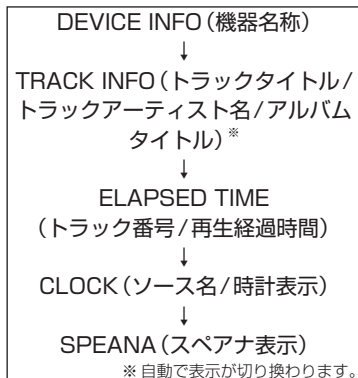 DEVICE INFO(機器名称)
↓
TRACK INFO(トラックタイトル/
トラックアーティスト名/アルバム
タイトル)※
↓
ELAPSED TIME
(トラック番号/再生経過時間)
↓
CLOCK(ソース名/時計表示)
↓
SPEANA(スペアナ表示)
※ 自動で表示が切り換わります。